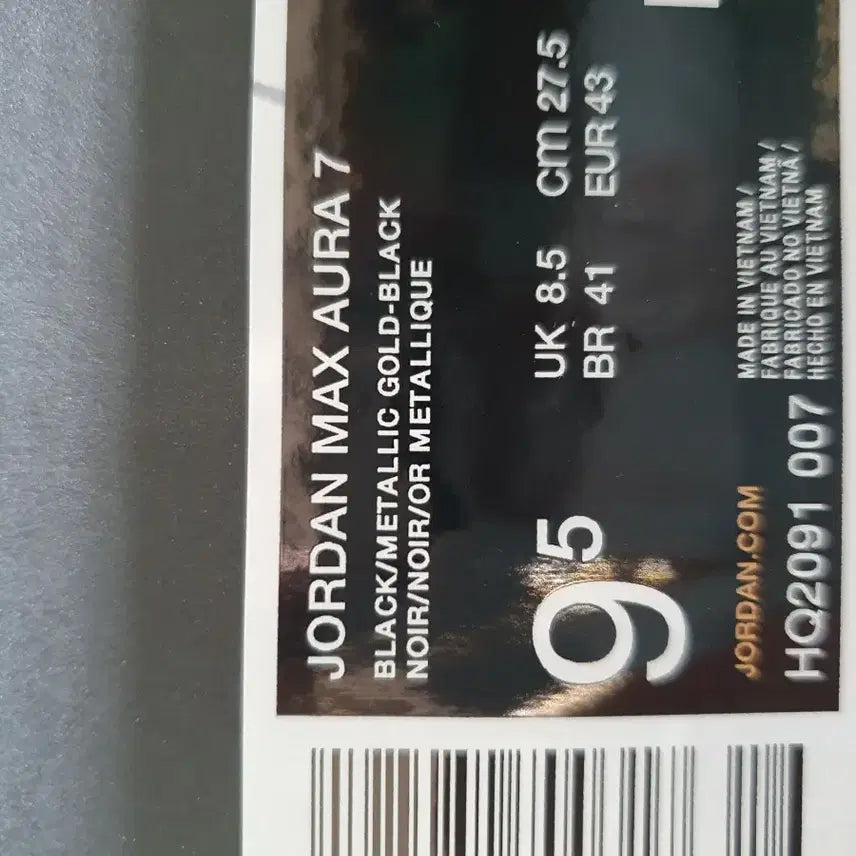 JORDAN MAX AURA 7
BLACK/METALLIC GOLD-BLACK
NOIR/NOIR/OR METALLIQUE
9.5
UK 8.5 cm 27.5
BR 41 EUR 43
JORDAN.COM
HQ2091 007
MADE IN VIETNAM /
FABRIQUE AU VIETNAM /
FABRICADO NO VIETNÃ /
HECHO EN VIETNAM